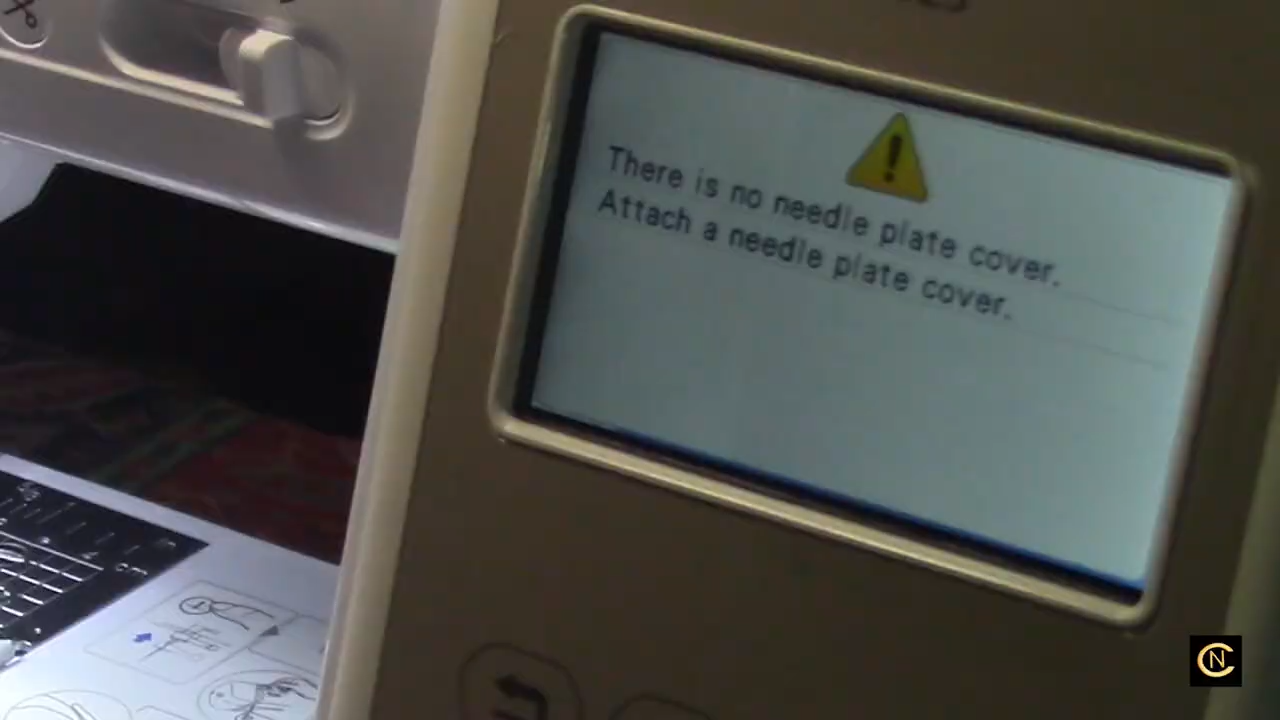 There is no needle plate cover.
Attach a needle plate cover.